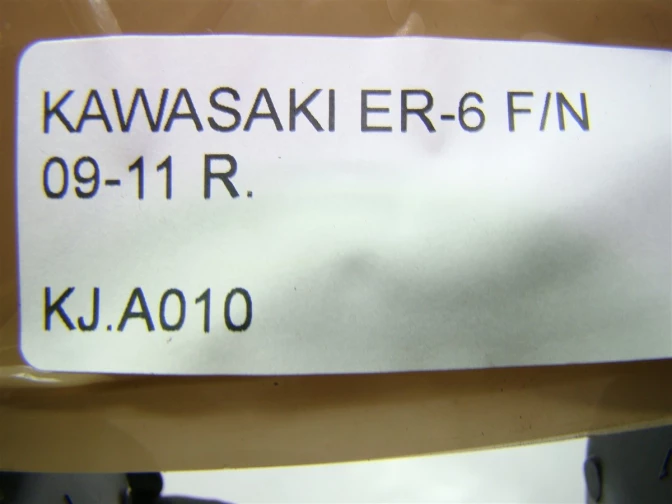 KAWASAKI ER-6 F/N
09-11 R.
KJ.A010